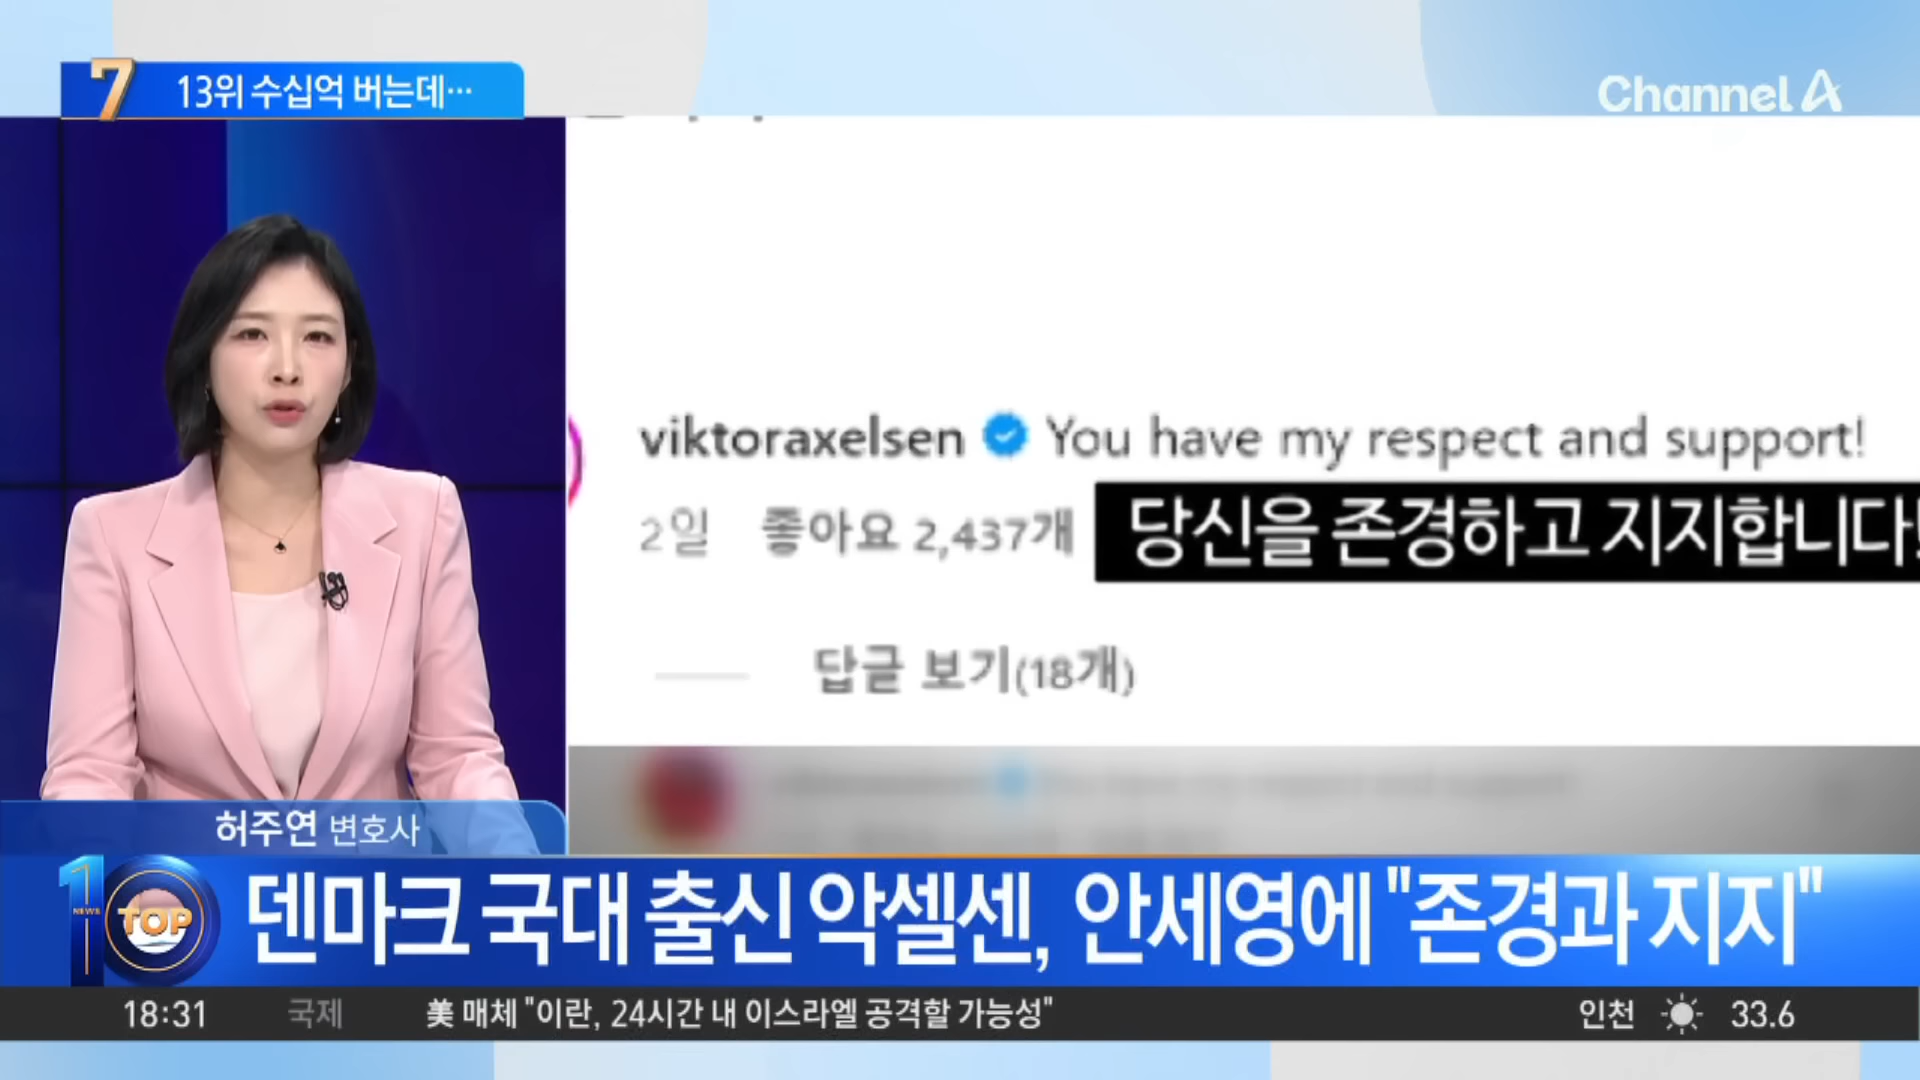 7 13위 수십억 버는데…
Channel A
viktoraxelsen You have my respect and support!
2일 좋아요 2,437개
당신을 존경하고 지지합니다!
답글 보기(18개)
허주연 변호사
10 NEWS TOP
덴마크 국대 출신 악셀센, 안세영에 "존경과 지지"
18:31 국제 美 매체 "이란, 24시간 내 이스라엘 공격할 가능성" 인천 33.6